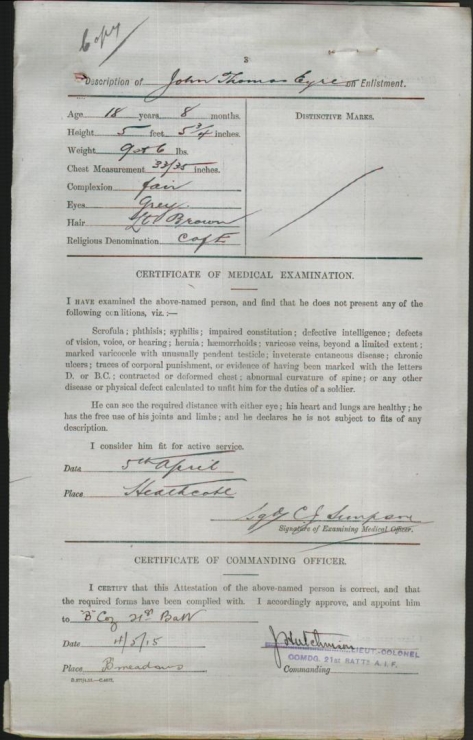 Copy
3
Description of John Thomas Eyre on Enlistment.
Age 18 years 8 months.
Height 5 feet 5 3/4 inches.
Weight 9st 6 lbs.
Chest Measurement 33/35 inches.
Complexion fair
Eyes Grey
Hair Lt Brown
Religious Denomination C of E
DISTINCTIVE MARKS.
CERTIFICATE OF MEDICAL EXAMINATION.
I HAVE examined the above-named person, and find that he does not present any of the
following conditions, viz. :—
Scrofula; phthisis; syphilis; impaired constitution; defective intelligence; defects
of vision, voice, or hearing; hernia; hæmorrhoids; varicose veins, beyond a limited extent;
marked varicocele with unusually pendent testicle; inveterate cutaneous disease; chronic
ulcers; traces of corporal punishment, or evidence of having been marked with the letters
D. or B.C.; contracted or deformed chest; abnormal curvature of spine; or any other
disease or physical defect calculated to unfit him for the duties of a soldier.
He can see the required distance with either eye; his heart and lungs are healthy; he
has the free use of his joints and limbs; and he declares he is not subject to fits of any
description.
I consider him fit for active service.
Date 5th April
Place Heathcote
Sgd C J Simpson
Signature of Examining Medical Officer.
CERTIFICATE OF COMMANDING OFFICER.
I CERTIFY that this Attestation of the above-named person is correct, and that
the required forms have been complied with. I accordingly approve, and appoint him
to "B" Coy 21st Batt
Date 4/5/15
Place Bmeadows
J Hutchinson LIEUT.-COLONEL
COMDG. 21ST BATTN A.I.F.
Commanding